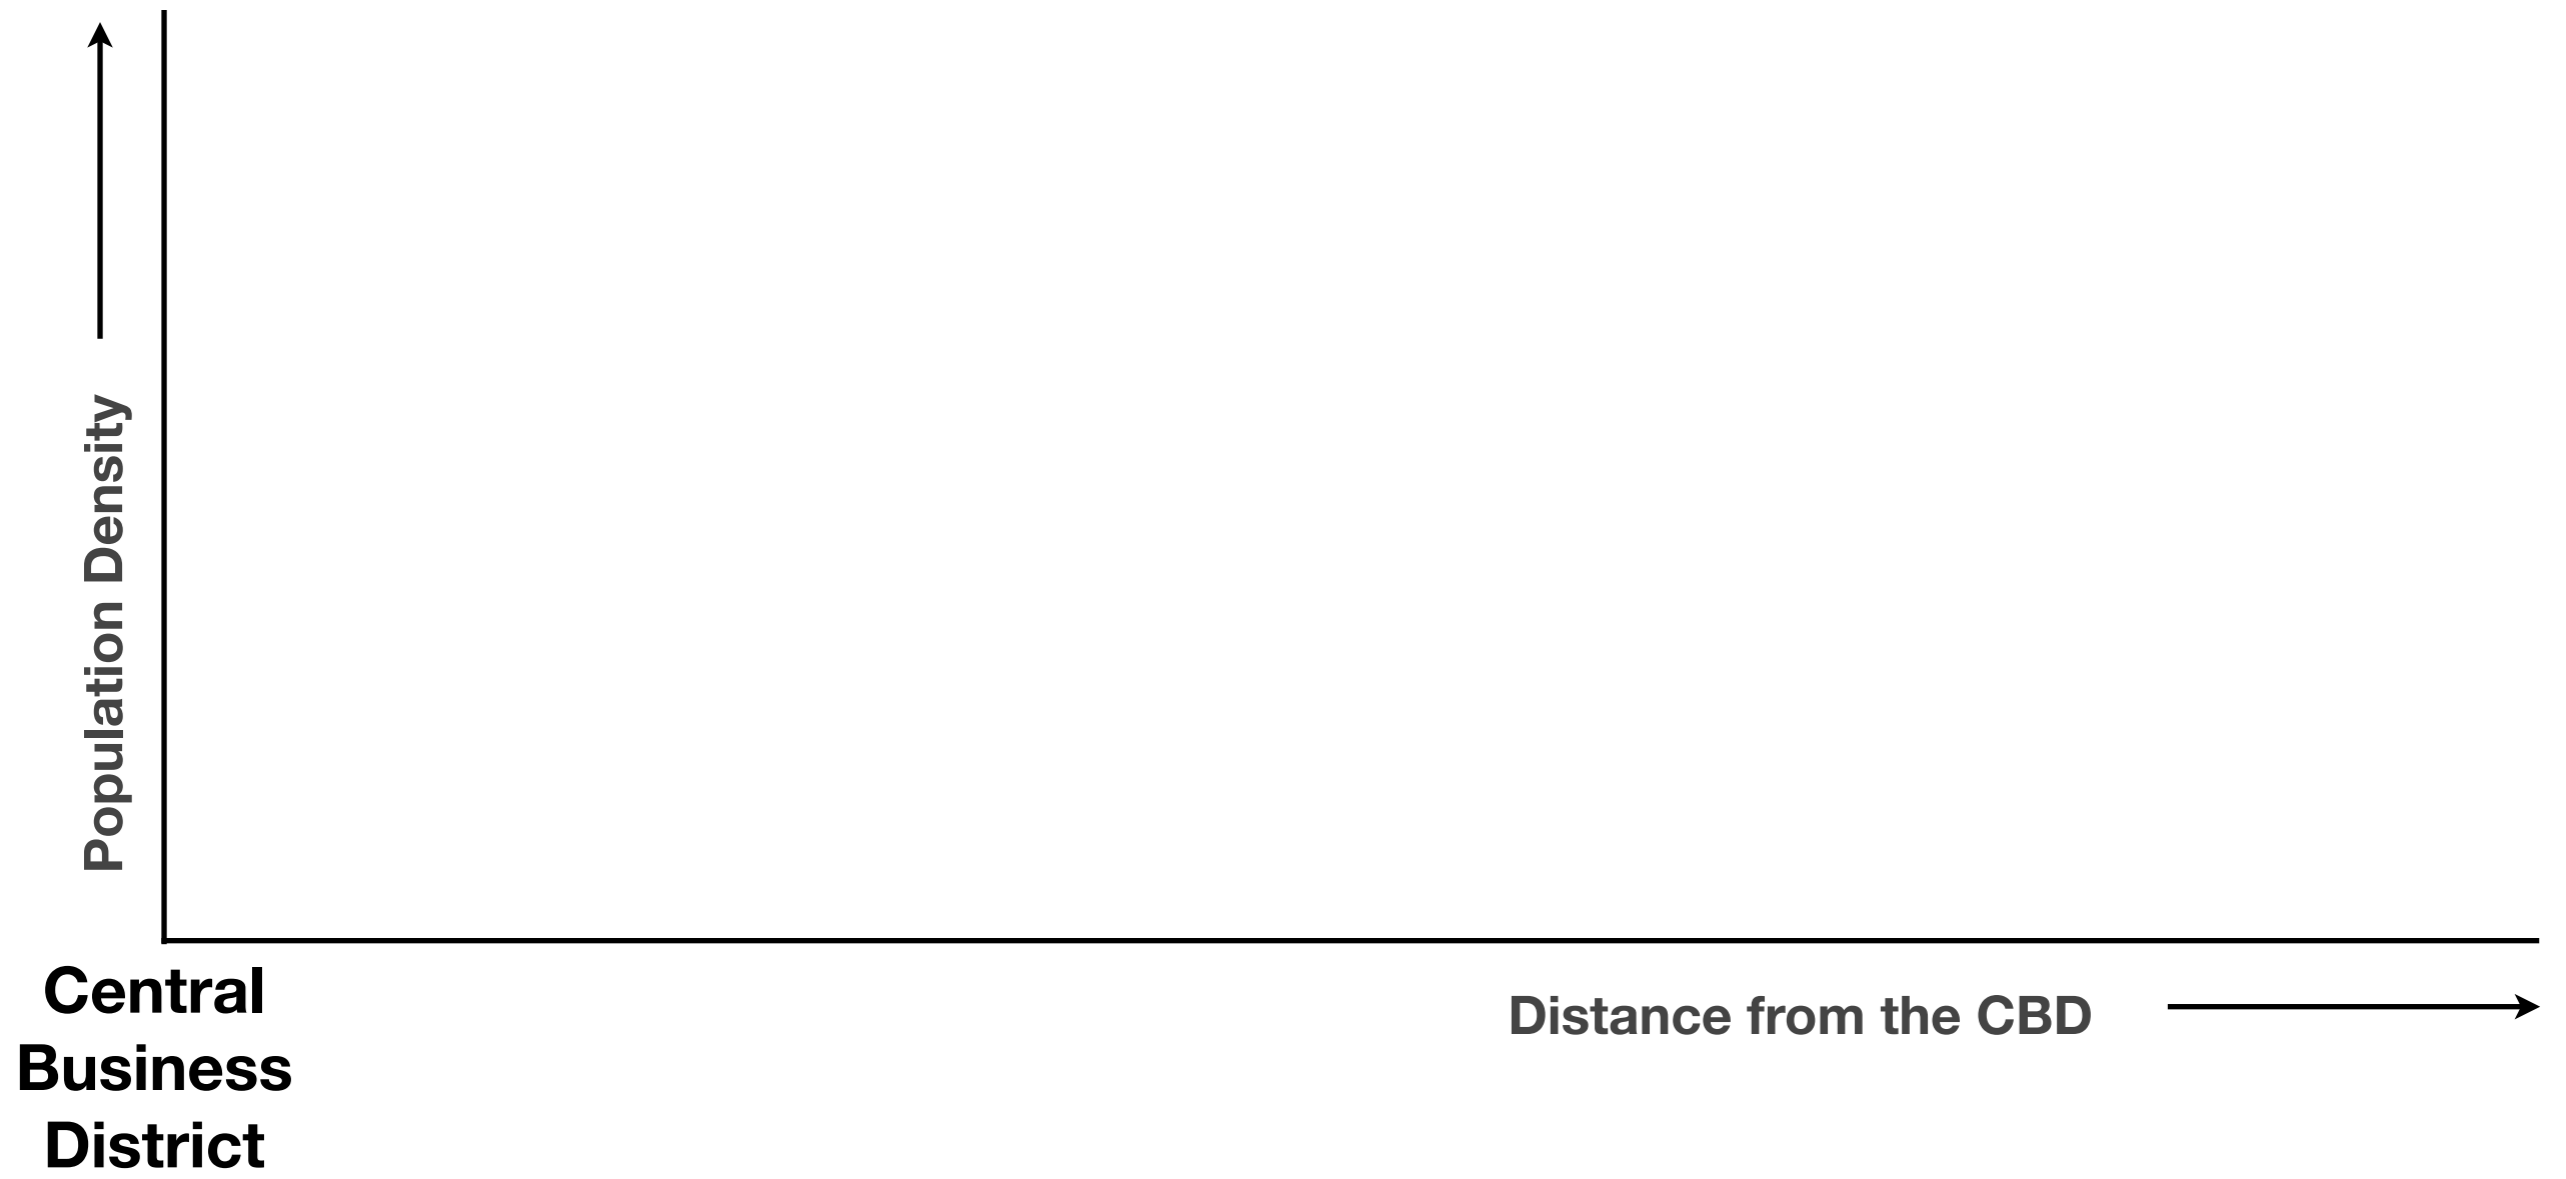 Population Density
Central
Business
District
Distance from the CBD